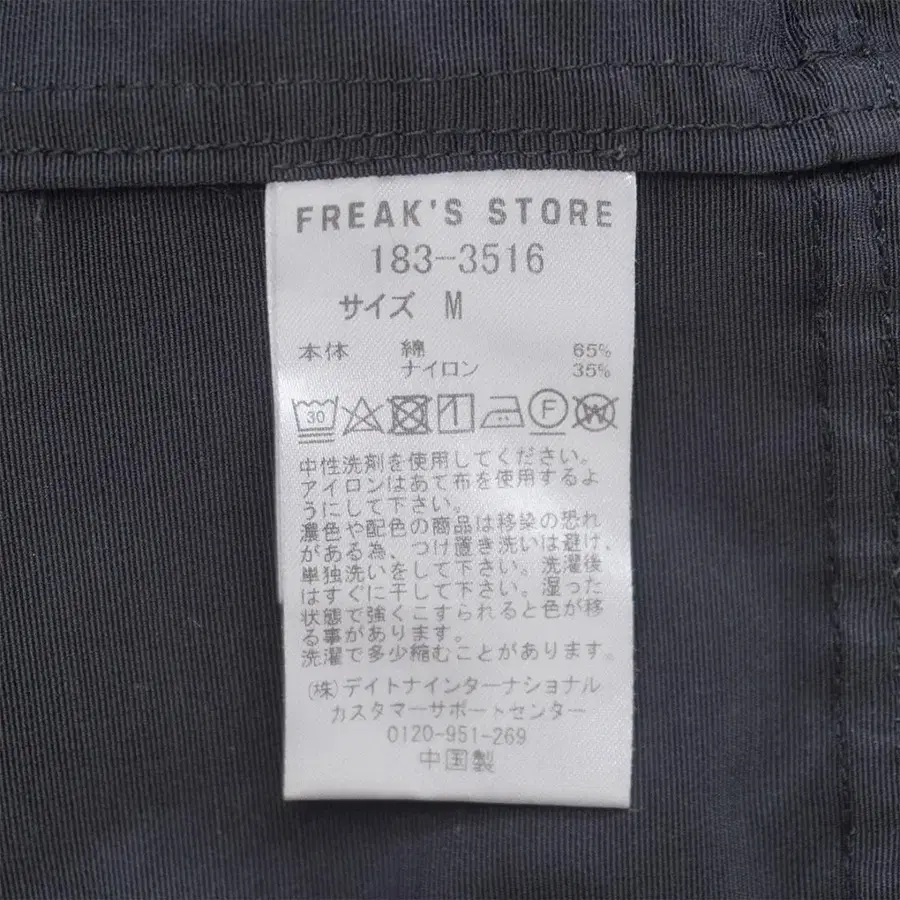 FREAK'S STORE
183-3516
サイズ M
本体 綿 65%
ナイロン 35%
30 F W
中性洗剤を使用してください。
アイロンはあて布を使用するよ
うにして下さい。
濃色や配色の商品は移染の恐れ
がある為、つけ置き洗いは避け、
単独洗いをして下さい。洗濯後
はすぐに干して下さい。湿った
状態で強くこすられると色が移
る事があります。
洗濯で多少縮むことがあります。
(株)デイトナインターナショナル
カスタマーサポートセンター
0120-951-269
中国製